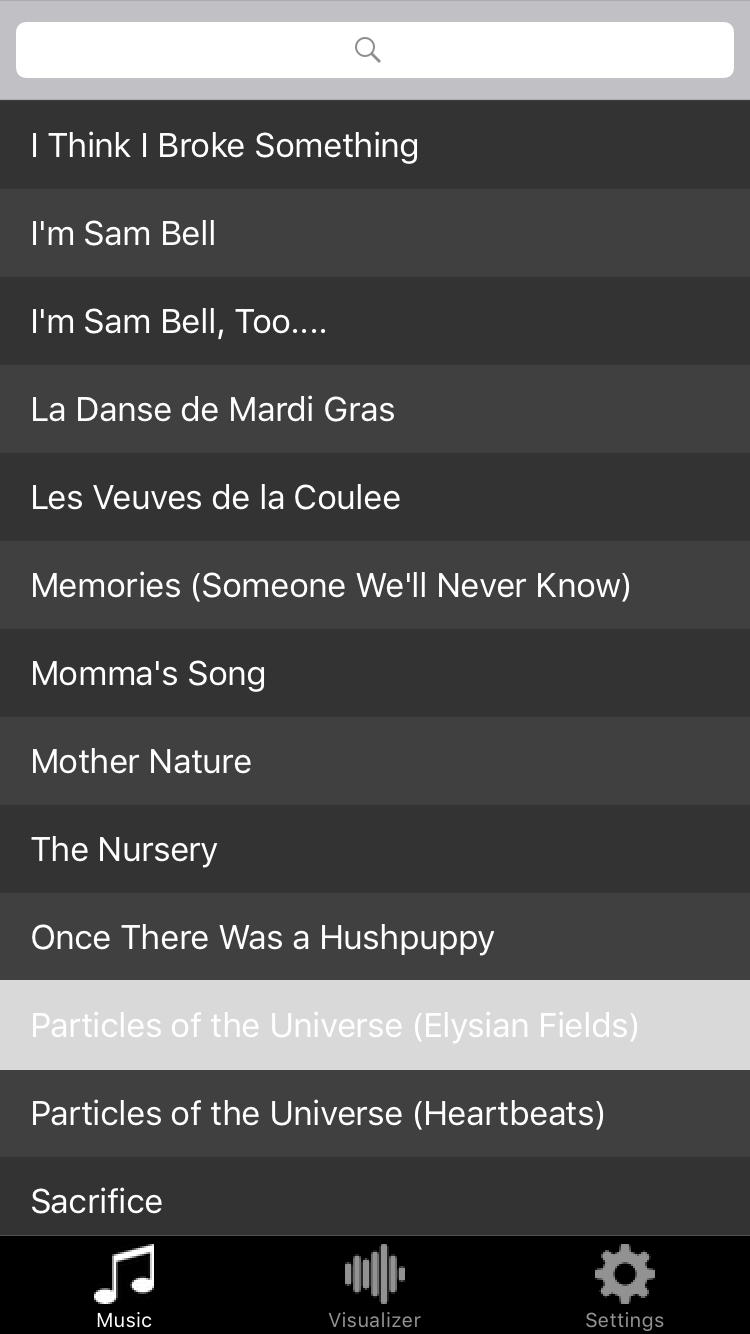 I Think I Broke Something
I'm Sam Bell
I'm Sam Bell, Too....
La Danse de Mardi Gras
Les Veuves de la Coulee
Memories (Someone We'll Never Know)
Momma's Song
Mother Nature
The Nursery
Once There Was a Hushpuppy
Particles of the Universe (Elysian Fields)
Particles of the Universe (Heartbeats)
Sacrifice
Music Visualizer Settings